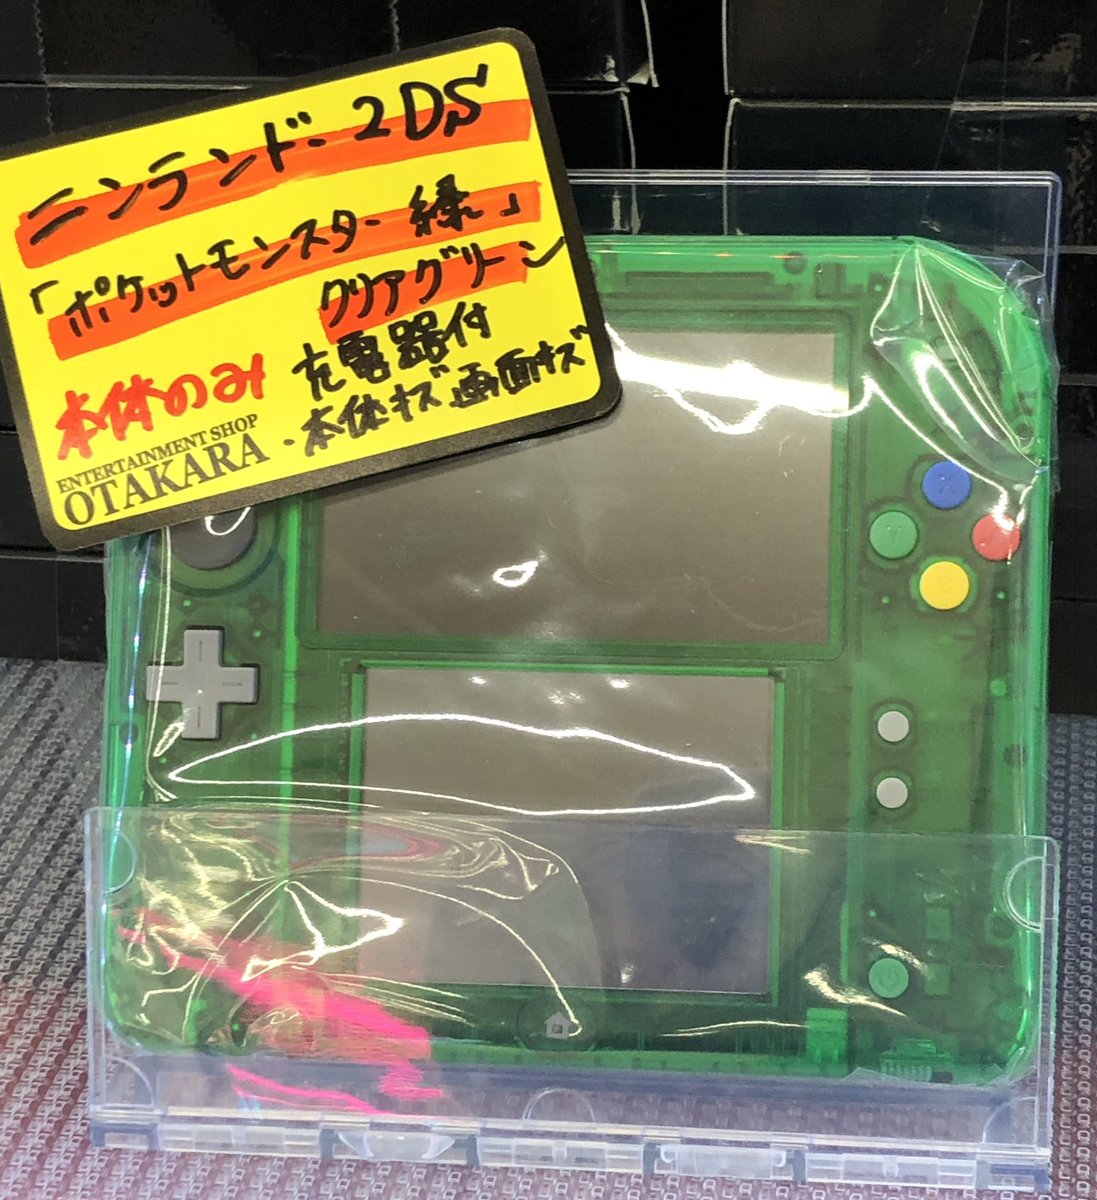 ニンテンドー2DS
「ポケットモンスター 緑」
クリアグリーン
本体のみ
充電器付
・本体キズ 画面キズ
ENTERTAINMENT SHOP
OTAKARA
X
Y
B